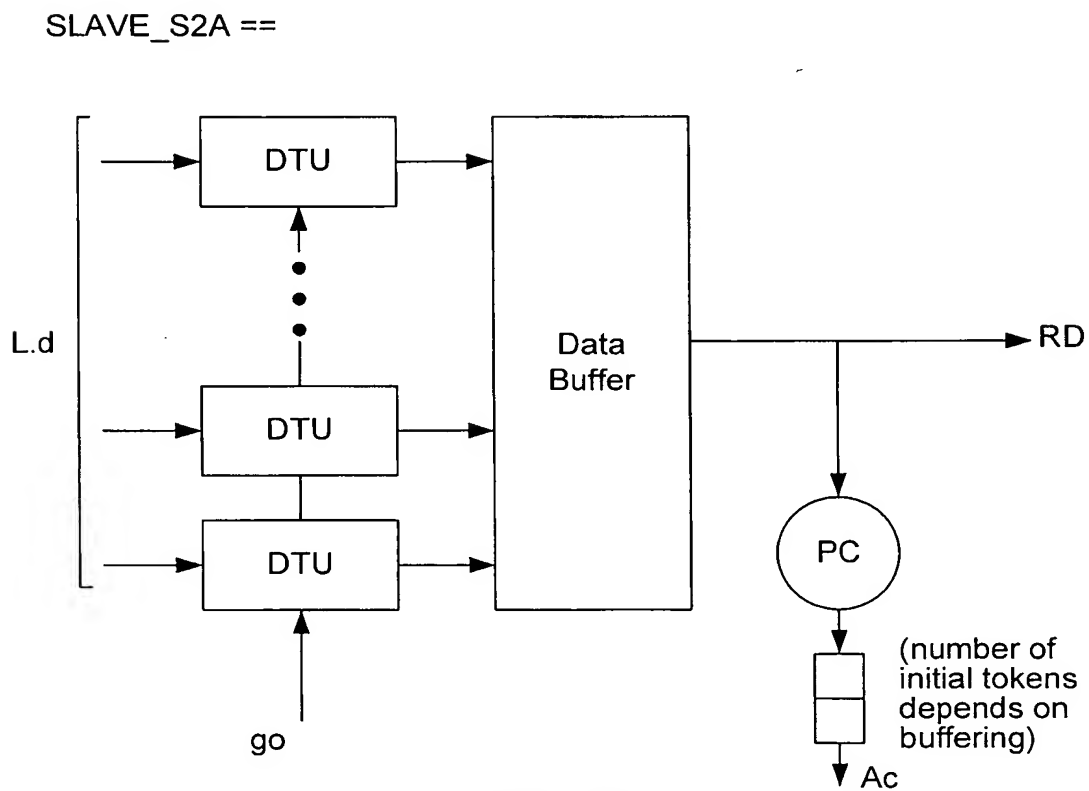 SLAVE_S2A ==
DTU
L.d
DTU
DTU
go
Data
Buffer
RD
PC
(number of
initial tokens
depends on
buffering)
Ac